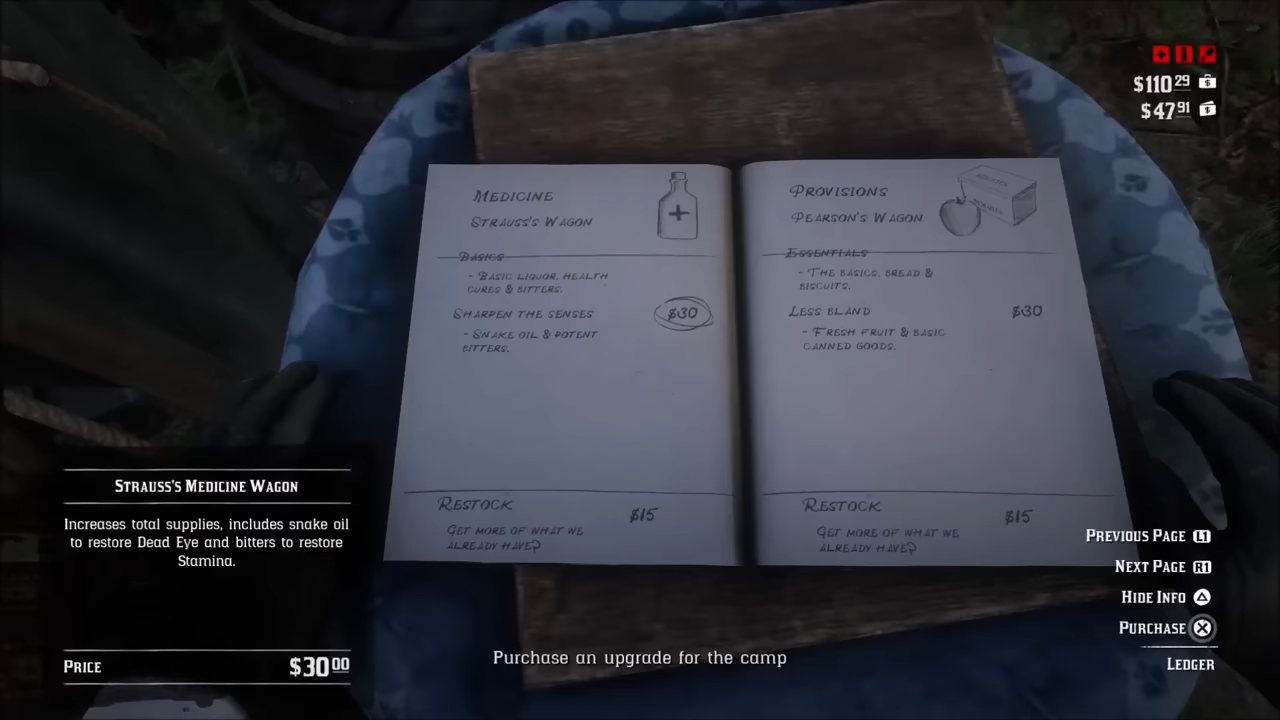 $110 29
$47 91
MEDICINE
STRAUSS'S WAGON
BASICS
- BASIC LIQUOR, HEALTH
CURES & BITTERS.
SHARPEN THE SENSES $30
- SNAKE OIL & POTENT
BITTERS.
RESTOCK $15
GET MORE OF WHAT WE
ALREADY HAVE?
PROVISIONS
PEARSON'S WAGON
ESSENTIALS
- THE BASICS, BREAD &
BISCUITS.
LESS BLAND $30
- FRESH FRUIT & BASIC
CANNED GOODS.
RESTOCK $15
GET MORE OF WHAT WE
ALREADY HAVE?
STRAUSS'S MEDICINE WAGON
Increases total supplies, includes snake oil
to restore Dead Eye and bitters to restore
Stamina.
PRICE $30 00
Purchase an upgrade for the camp
PREVIOUS PAGE L1
NEXT PAGE R1
HIDE INFO
PURCHASE
LEDGER